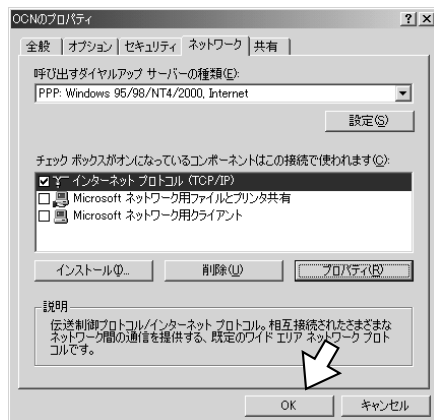 OCNのプロパティ
全般 オプション セキュリティ ネットワーク 共有
呼び出すダイヤルアップ サーバーの種類(E):
PPP: Windows 95/98/NT4/2000, Internet
設定(S)
チェック ボックスがオンになっているコンポーネントはこの接続で使われます(C):
インターネット プロトコル (TCP/IP)
Microsoft ネットワーク用ファイルとプリンタ共有
Microsoft ネットワーク用クライアント
インストール(I)... 削除(U) プロパティ(R)
説明
伝送制御プロトコル/インターネット プロトコル。相互接続されたさまざまな
ネットワーク間の通信を提供する、既定のワイド エリア ネットワーク プロト
コルです。
OK キャンセル